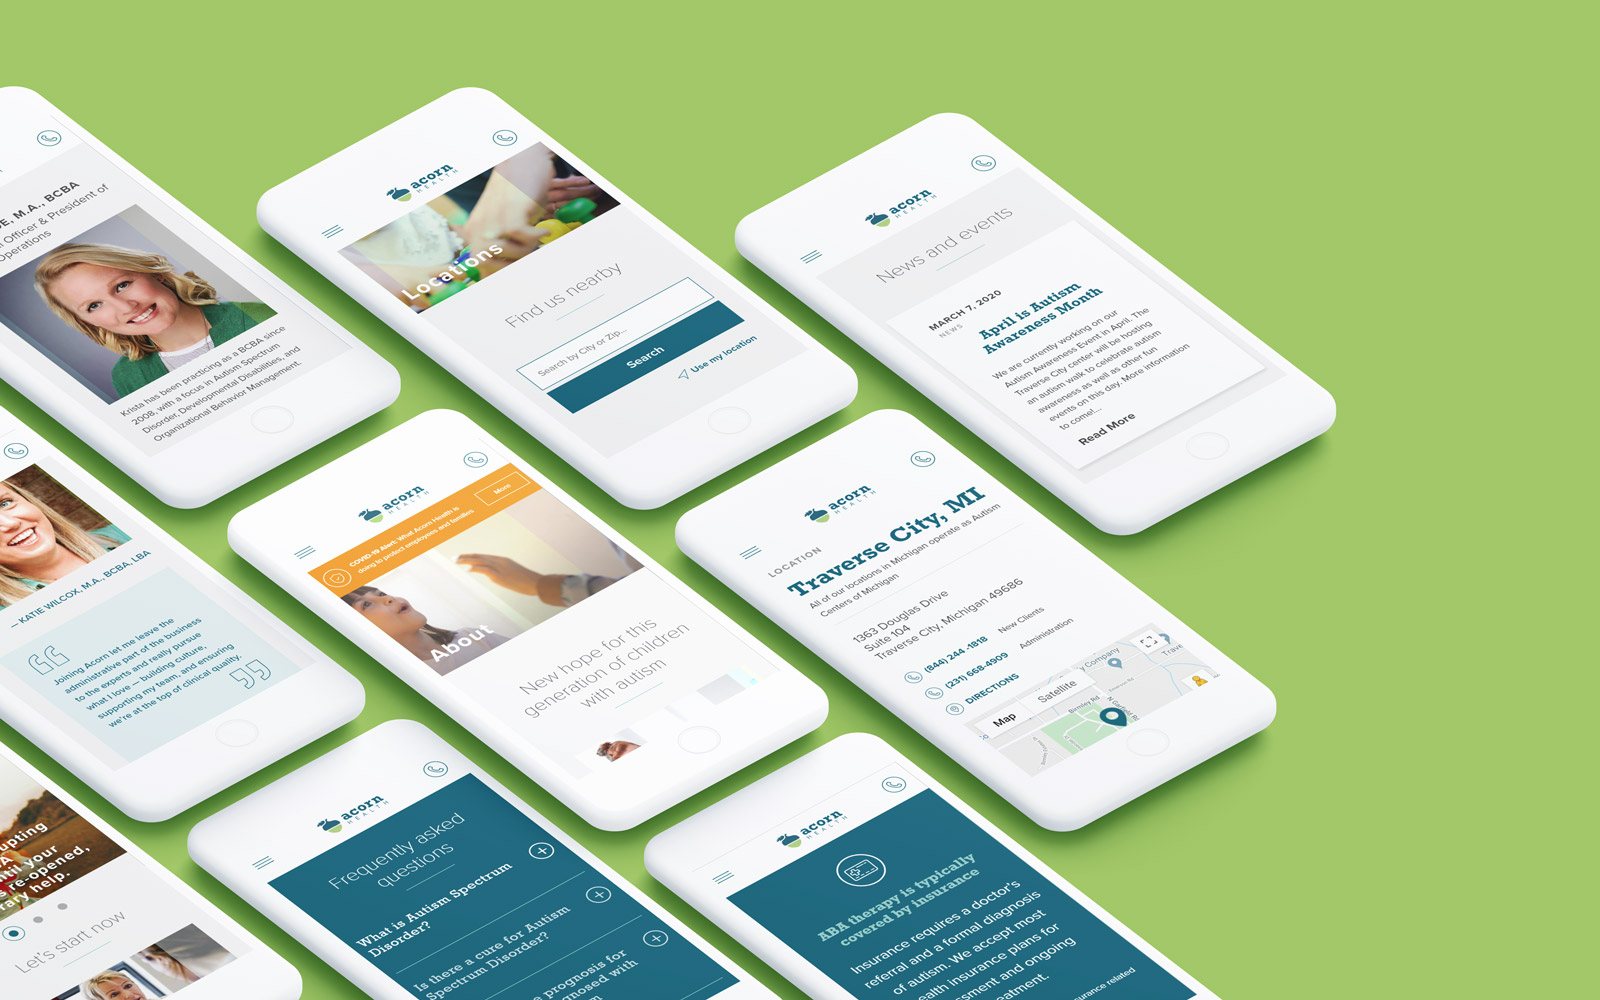 E, M.A., BCBA
Officer & President of
Operations
Krista has been practicing as a BCBA since
2008, with a focus in Autism Spectrum
Disorder, Developmental Disabilities, and
Organizational Behavior Management.
acorn
HEALTH
Locations
Find us nearby
Search by City or Zip...
Search
Use my location
acorn
HEALTH
News and events
MARCH 7, 2020
NEWS
April is Autism
Awareness Month
We are currently working on our
Autism Awareness Event in April. The
Traverse City center will be hosting
an autism walk to celebrate autism
awareness as well as other fun
events on this day. More information
to come!...
Read More
— KATIE WILCOX, M.A., BCBA, LBA
“
Joining Acorn let me leave the
administrative part of the business
to the experts and really pursue
what I love — building culture,
supporting my team, and ensuring
we're at the top of clinical quality.
”
acorn
HEALTH
COVID-19 Alert: What Acorn Health is
doing to protect employees and families
More
About
New hope for this
generation of children
with autism
acorn
HEALTH
LOCATION
Traverse City, MI
All of our locations in Michigan operate as Autism
Centers of Michigan
1363 Douglas Drive
Suite 104
Traverse City, Michigan 49686
(844) 244 -1818 New Clients
(231) 668-4909 Administration
DIRECTIONS
Map
Satellite
y Company
Trave
Birmley Rd
N Garfield Rd
upting
A
til your
s re-opened,
rary help.
Let's start now
acorn
HEALTH
Frequently asked
questions
What is Autism Spectrum
Disorder?
Is there a cure for Autism
Spectrum Disorder?
e prognosis for
gnosed with
acorn
HEALTH
ABA therapy is typically
covered by insurance
Insurance requires a doctor's
referral and a formal diagnosis
of autism. We accept most
ealth insurance plans for
ssment and ongoing
eatment.
surance related